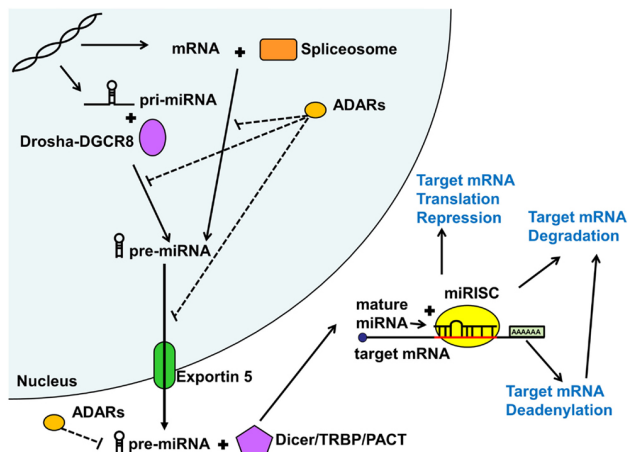 mRNA + Spliceosome
pri-miRNA
+
ADARs
Drosha-DGCR8
Target mRNA
Translation
Repression
Target mRNA
Degradation
pre-miRNA
miRISC
mature
miRNA
+
AAAAAA
target mRNA
Exportin 5
Nucleus
Target mRNA
Deadenylation
ADARs
pre-miRNA + Dicer/TRBP/PACT